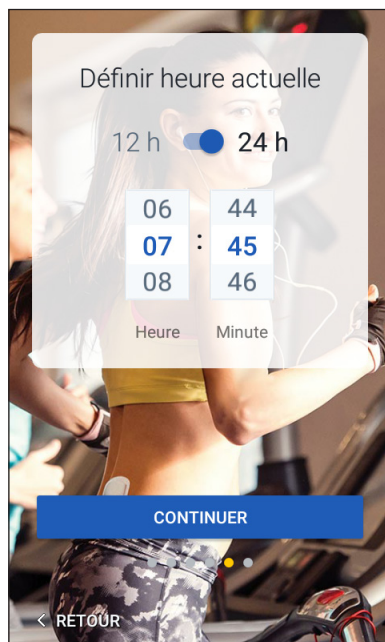 Définir heure actuelle
12 h 24 h
06 44
07 : 45
08 46
Heure Minute
CONTINUER
< RETOUR